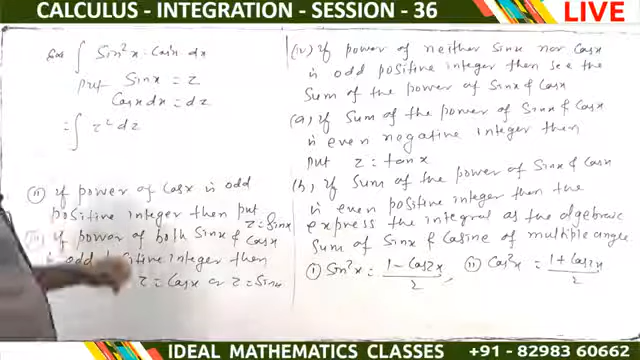 CALCULUS - INTEGRATION - SESSION - 36
LIVE
∫ Sin²x · Cos x dx
Put Sinx = z
Cosx dx = dz
= ∫ z² dz
(ii) if power of Cosx is odd
positive integer then put
z = Sinx
if power of both Sinx & Cosx
odd positive integer then
z = Cosx or z = Sinx
(iv) if power of neither Sinx nor Cosx
is odd positive integer then see the
Sum of the power of Sinx & Cosx
(a) if Sum of the power of Sinx & Cosx
is even negative integer then
put z = tanx
(b) if Sum of the power of Sinx & Cosx
is even positive integer then the
express the integral as the algebraic
Sum of Sinx & Cosine of multiple angle
(i) Sin²x = (1 - Cos2x)/2 (ii) Cos²x = (1 + Cos2x)/2
IDEAL MATHEMATICS CLASSES +91 - 82983 60662